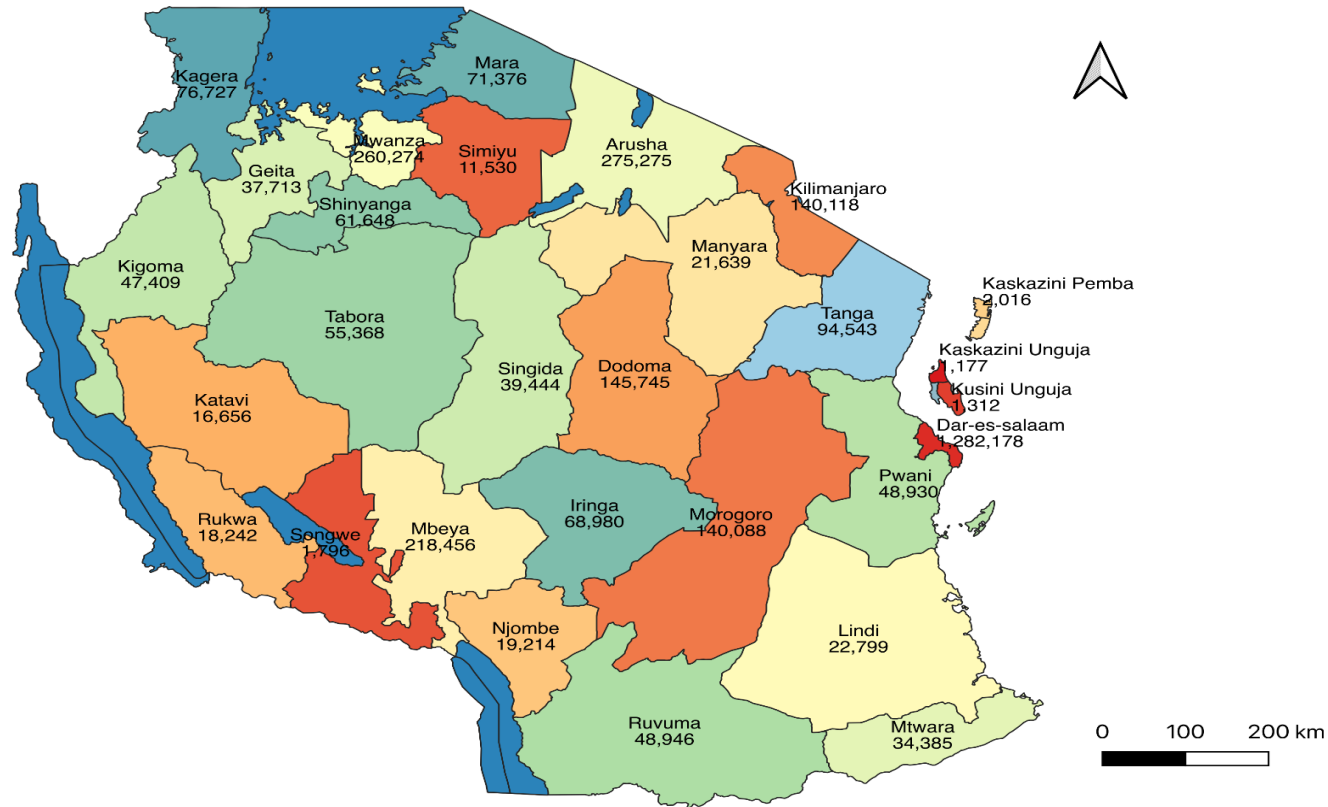 Mara
71,376
Kagera
76,727
Mwanza
260,274
Simiyu
11,530
Arusha
275,275
Geita
37,713
Kilimanjaro
140,118
Shinyanga
61,648
Manyara
21,639
Kigoma
47,409
Kaskazini Pemba
2,016
Tabora
55,368
Tanga
94,543
Kaskazini Unguja
1,177
Singida
39,444
Dodoma
145,745
Kusini Unguja
1,312
Katavi
16,656
Dar-es-salaam
1,282,178
Pwani
48,930
Iringa
68,980
Morogoro
140,088
Rukwa
18,242
Songwe
1,796
Mbeya
218,456
Njombe
19,214
Lindi
22,799
Ruvuma
48,946
Mtwara
34,385
0 100 200 km